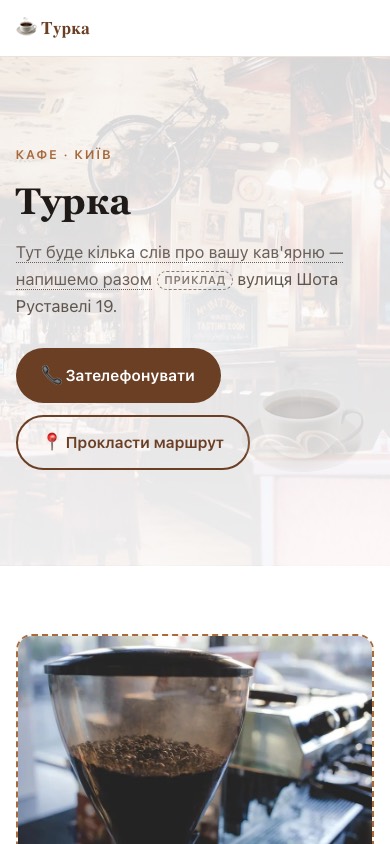 Турка
КАФЕ · КИЇВ
Турка
Тут буде кілька слів про вашу кав'ярню —
напишемо разом ПРИКЛАД вулиця Шота
Руставелі 19.
Зателефонувати
Прокласти маршрут